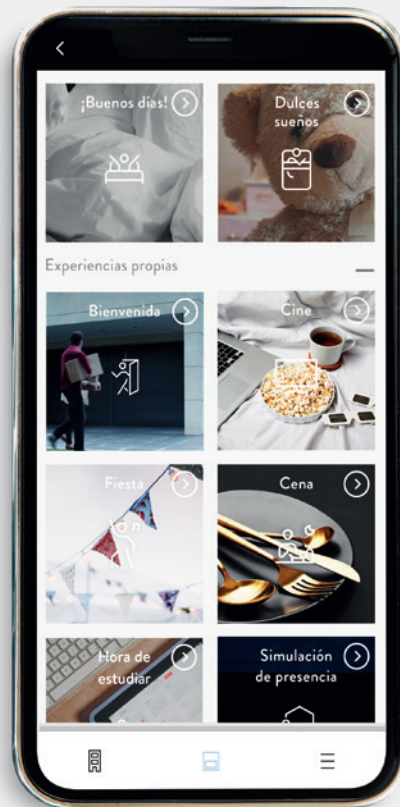 ¡Buenos días!
Dulces
sueños
Experiencias propias
Bienvenida
Cine
Fiesta
Cena
Hora de
estudiar
Simulación
de presencia